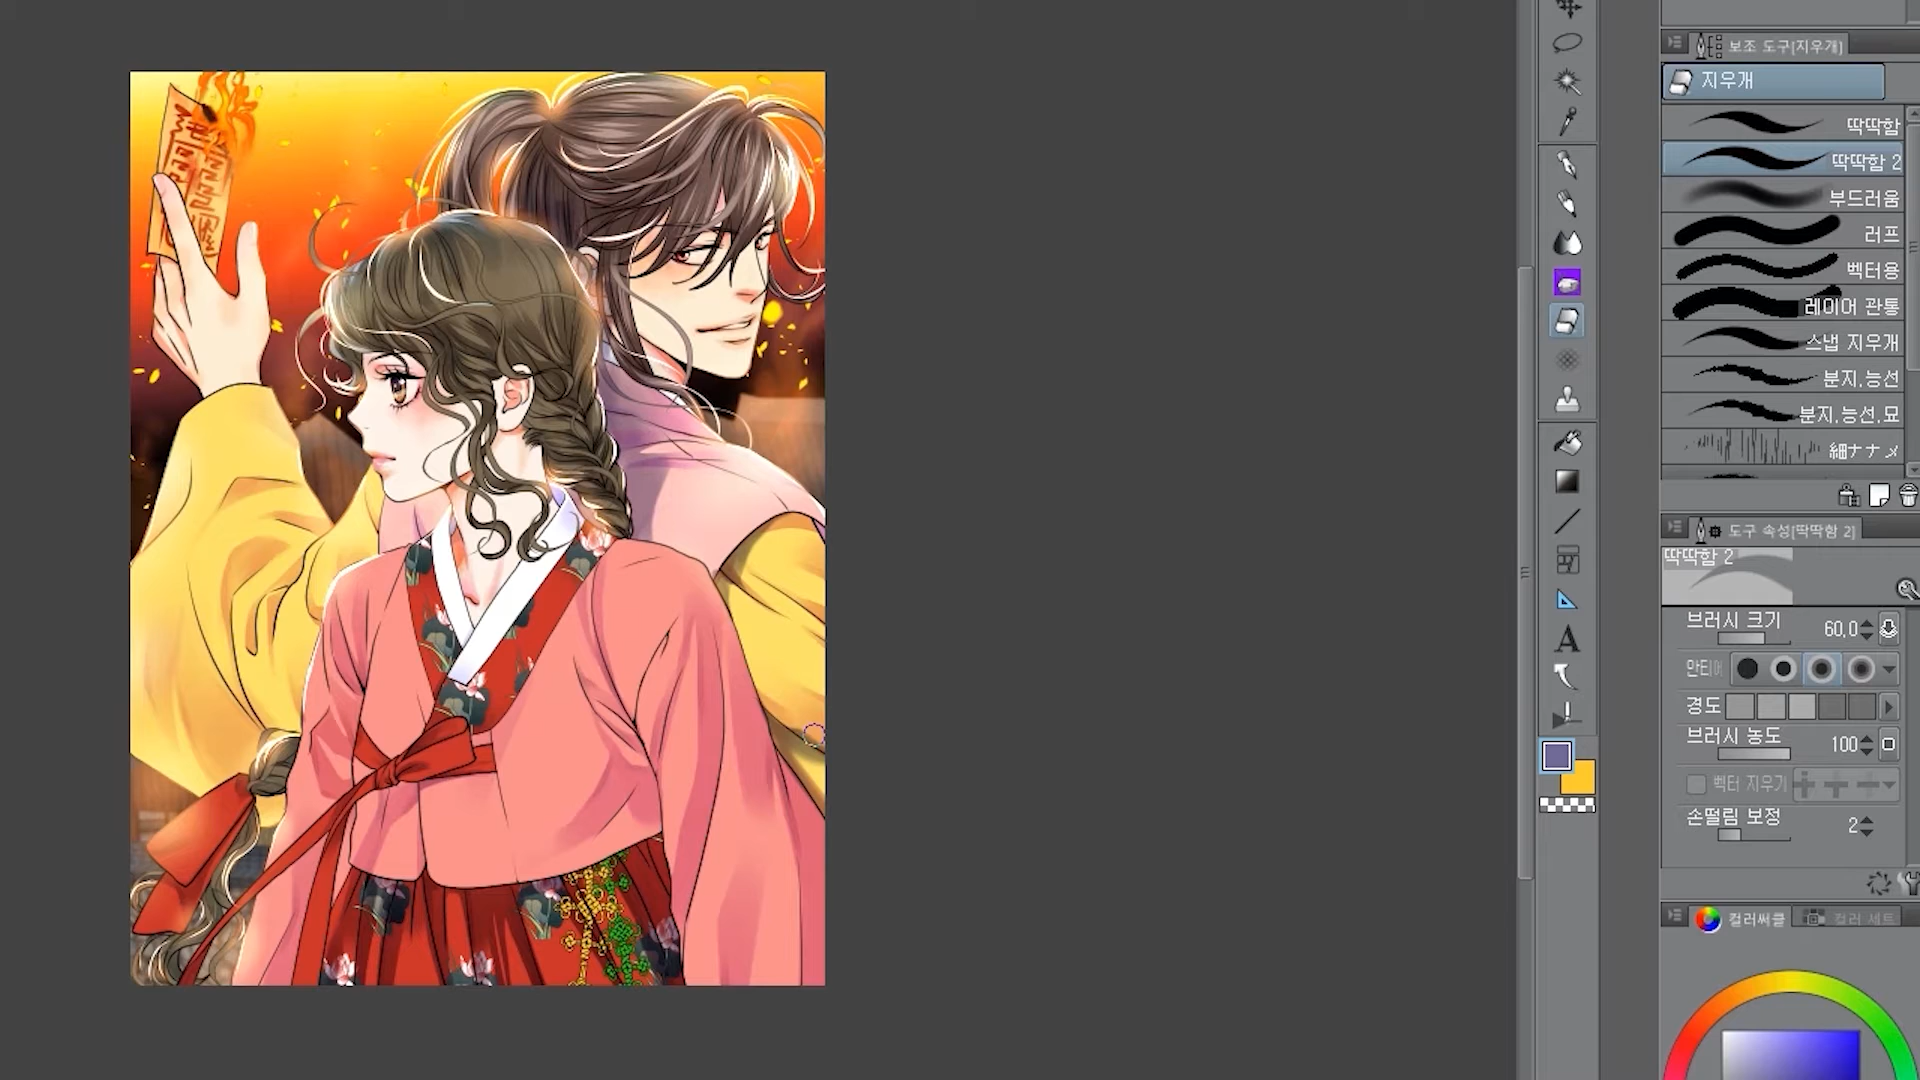 보조 도구[지우개]
지우개
딱딱함
딱딱함 2
부드러움
러프
벡터용
레이어 관통
스냅 지우개
분지.능선
분지.능선.묘
細ナナメ
도구 속성[딱딱함 2]
딱딱함 2
브러시 크기 60.0
경도
브러시 농도 100
벡터 지우기
손떨림 보정 2
컬러써클 컬러 세트
A